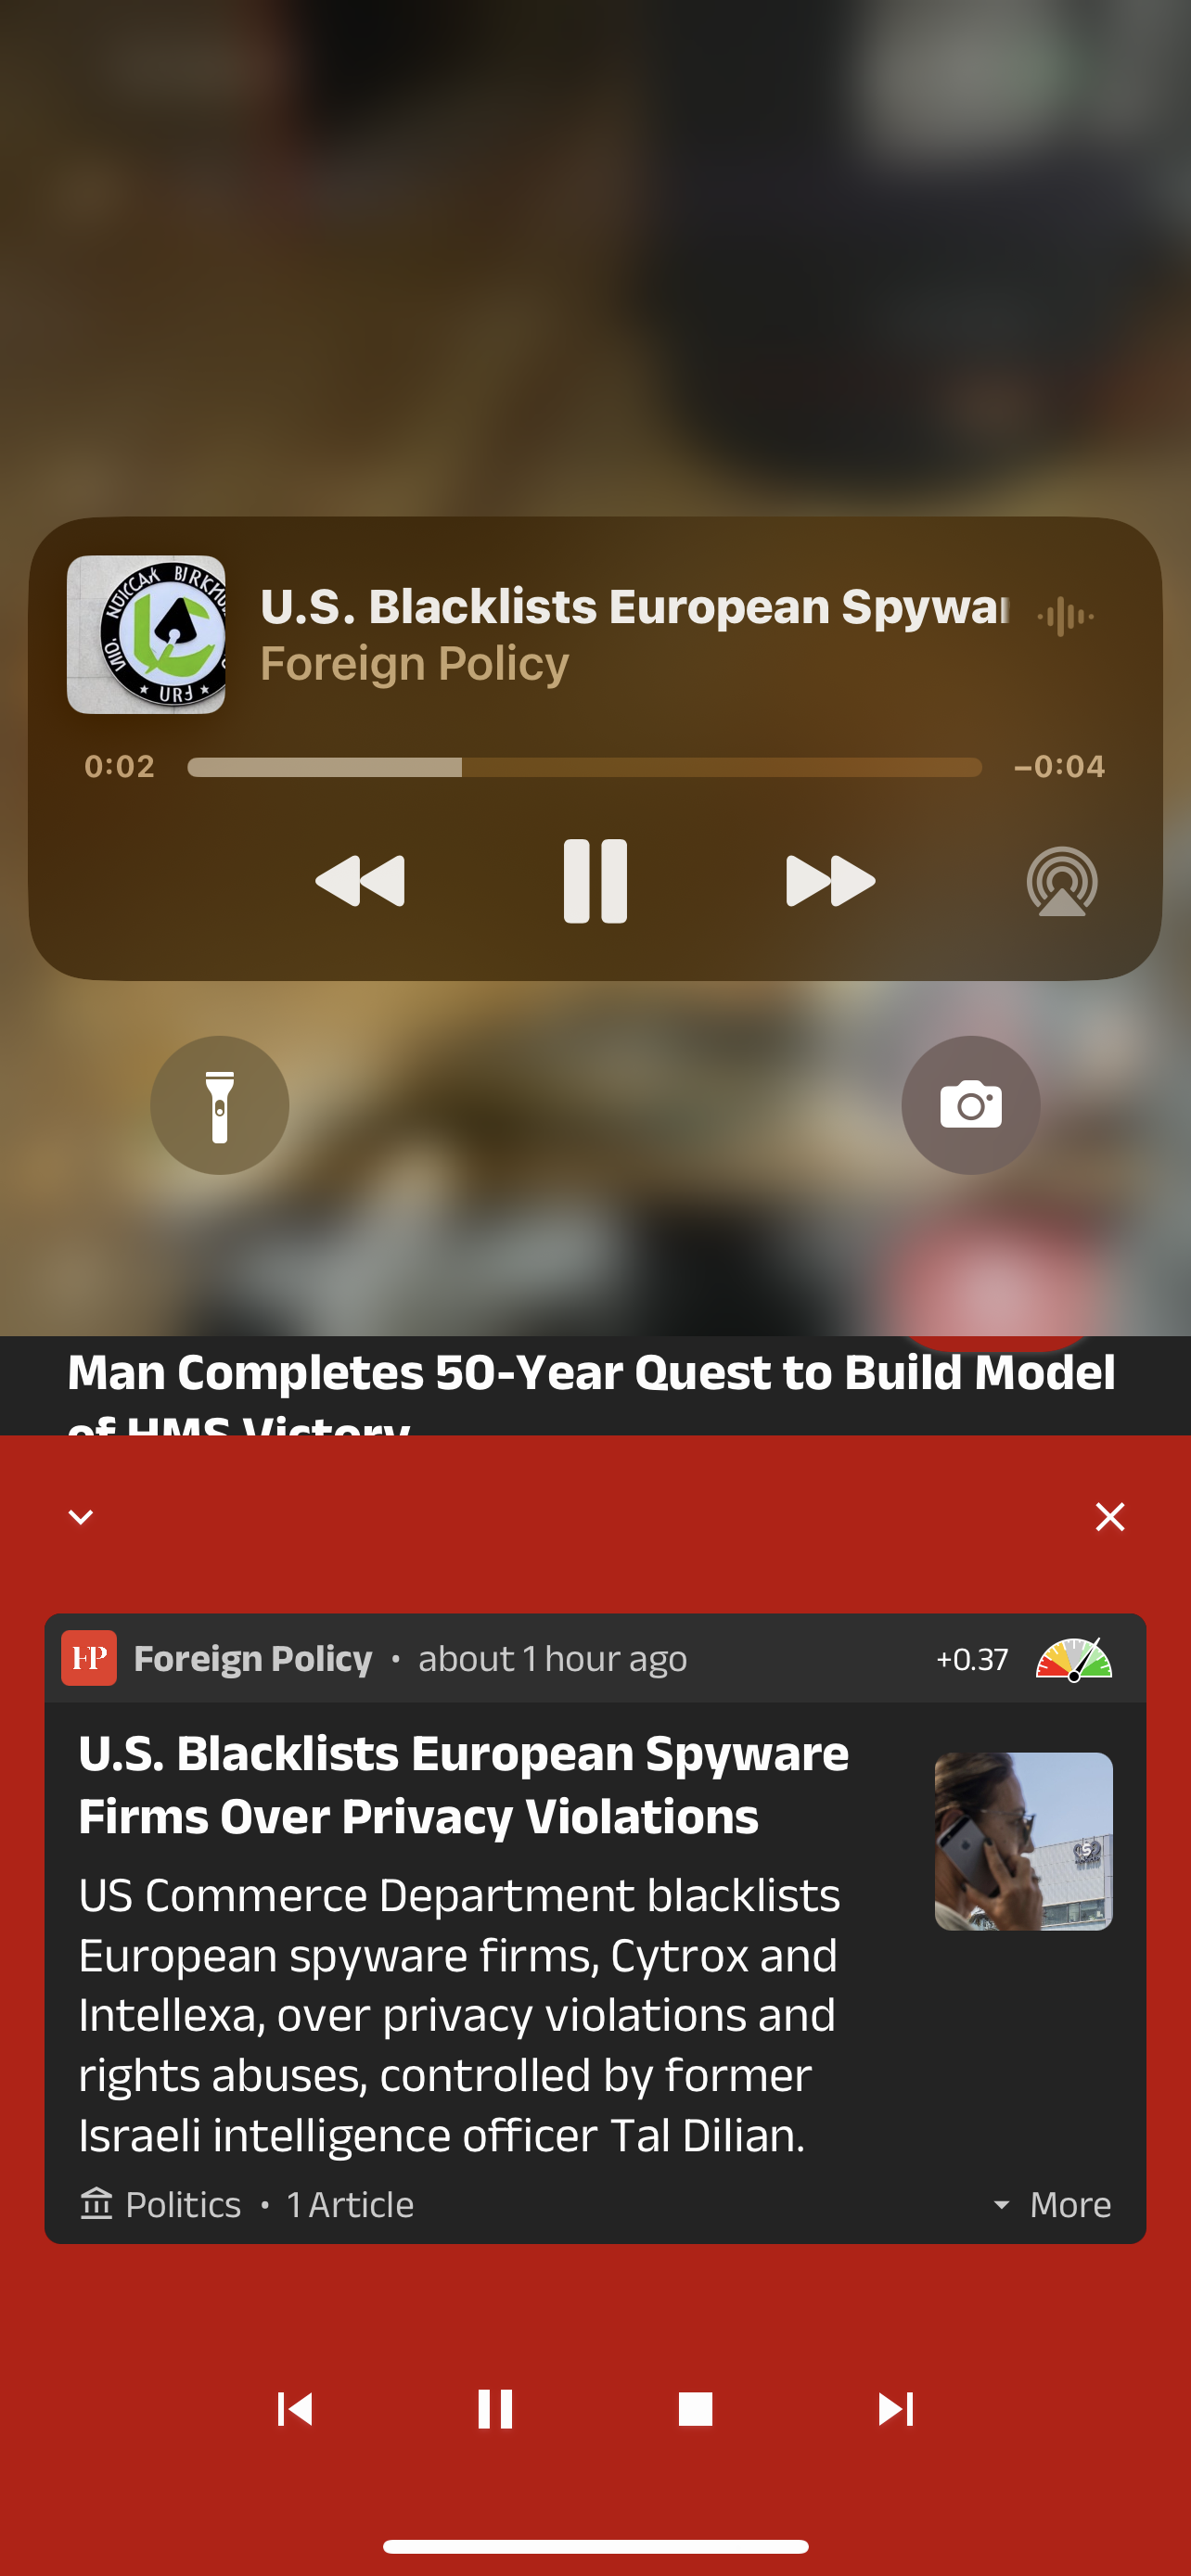 U.S. Blacklists European Spywar
Foreign Policy
0:02
–0:04
Man Completes 50-Year Quest to Build Model
of HMS Victory
FP
Foreign Policy • about 1 hour ago
+0.37
U.S. Blacklists European Spyware
Firms Over Privacy Violations
US Commerce Department blacklists
European spyware firms, Cytrox and
Intellexa, over privacy violations and
rights abuses, controlled by former
Israeli intelligence officer Tal Dilian.
Politics • 1 Article
More